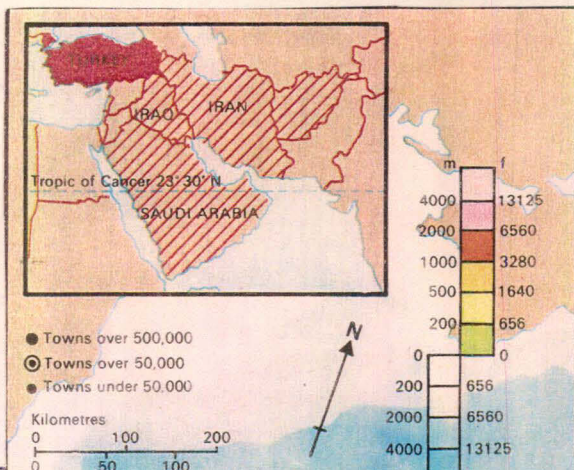 TURKEY
IRAQ
IRAN
Tropic of Cancer 23°30' N
SAUDI ARABIA
m f
4000 13125
2000 6560
1000 3280
500 1640
200 656
0 0
200 656
2000 6560
4000 13125
Towns over 500,000
Towns over 50,000
Towns under 50,000
N
Kilometres
0 100 200
0 50 100